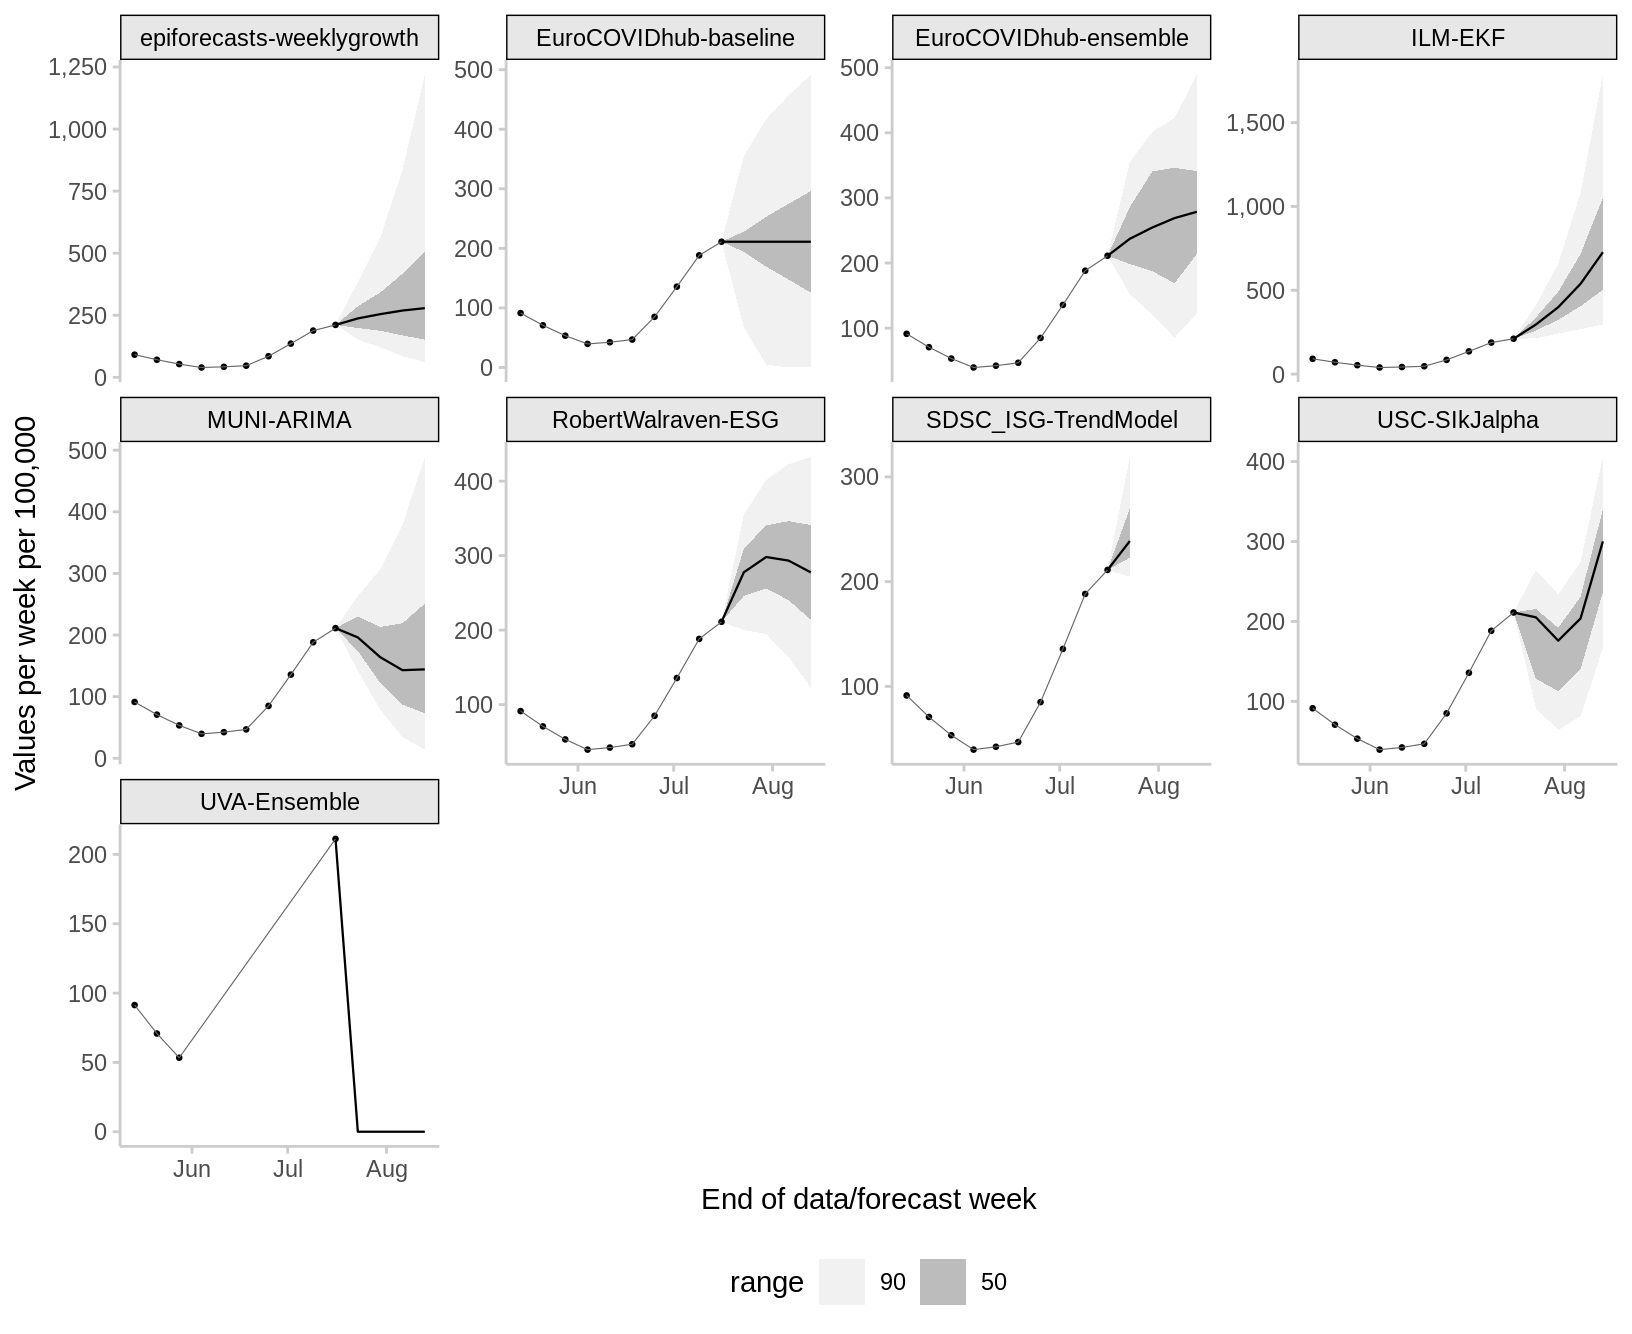 epiforecasts-weeklygrowth
EuroCOVIDhub-baseline
EuroCOVIDhub-ensemble
ILM-EKF
1,250
1,000
750
500
250
0
500
400
300
200
100
0
500
400
300
200
100
1,500
1,000
500
0
MUNI-ARIMA
RobertWalraven-ESG
SDSC_ISG-TrendModel
USC-SIkJalpha
500
400
300
200
100
0
400
300
200
100
Jun Jul Aug
300
200
100
Jun Jul Aug
400
300
200
100
Jun Jul Aug
UVA-Ensemble
200
150
100
50
0
Jun Jul Aug
Values per week per 100,000
End of data/forecast week
range 90 50